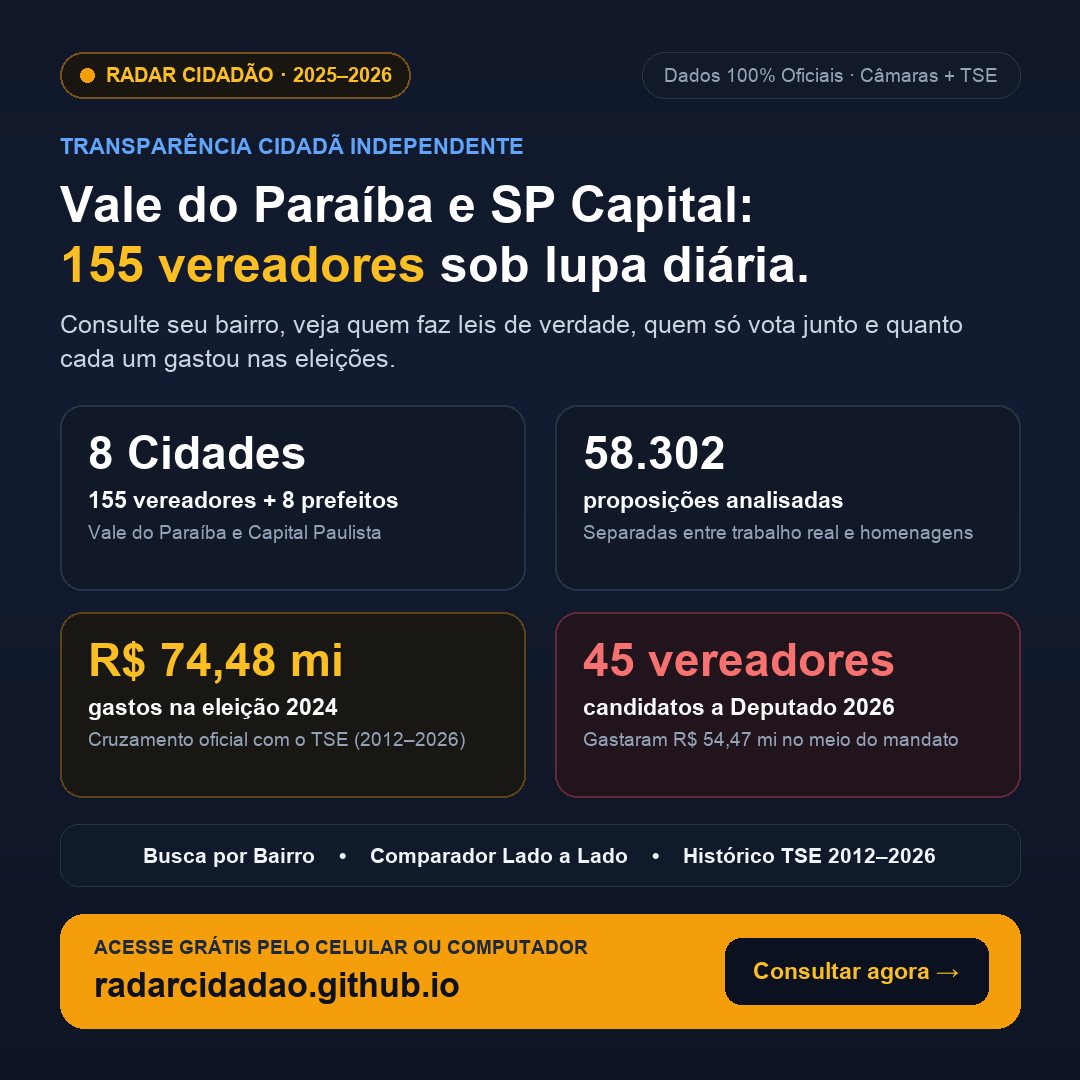 RADAR CIDADÃO · 2025–2026
Dados 100% Oficiais · Câmaras + TSE
TRANSPARÊNCIA CIDADÃ INDEPENDENTE
Vale do Paraíba e SP Capital:
155 vereadores sob lupa diária.
Consulte seu bairro, veja quem faz leis de verdade, quem só vota junto e quanto
cada um gastou nas eleições.
8 Cidades
155 vereadores + 8 prefeitos
Vale do Paraíba e Capital Paulista
58.302
proposições analisadas
Separadas entre trabalho real e homenagens
R$ 74,48 mi
gastos na eleição 2024
Cruzamento oficial com o TSE (2012–2026)
45 vereadores
candidatos a Deputado 2026
Gastaram R$ 54,47 mi no meio do mandato
Busca por Bairro • Comparador Lado a Lado • Histórico TSE 2012–2026
ACESSE GRÁTIS PELO CELULAR OU COMPUTADOR
radarcidadao.github.io
Consultar agora →